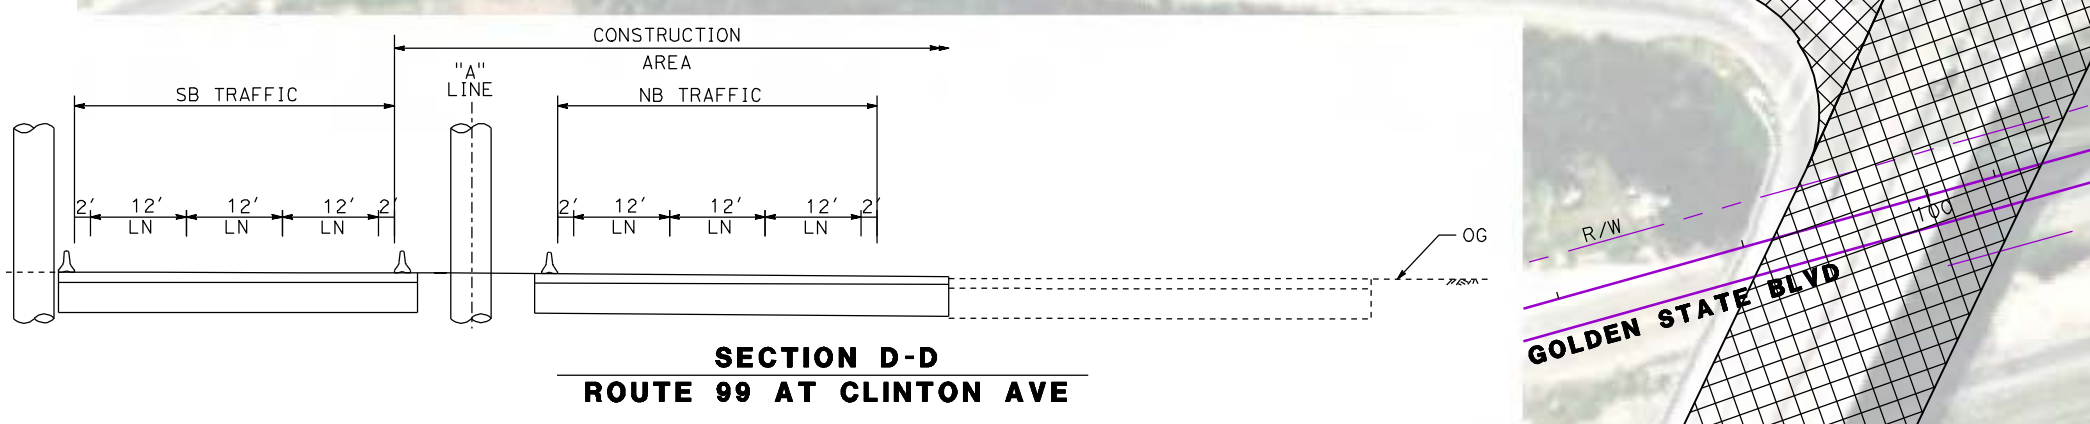 CONSTRUCTION
AREA
"A"
LINE
SB TRAFFIC
NB TRAFFIC
2' 12' 12' 12' 2'
LN LN LN
2' 12' 12' 12' 2'
LN LN LN
OG
SECTION D-D
ROUTE 99 AT CLINTON AVE
R/W
100
GOLDEN STATE BLVD